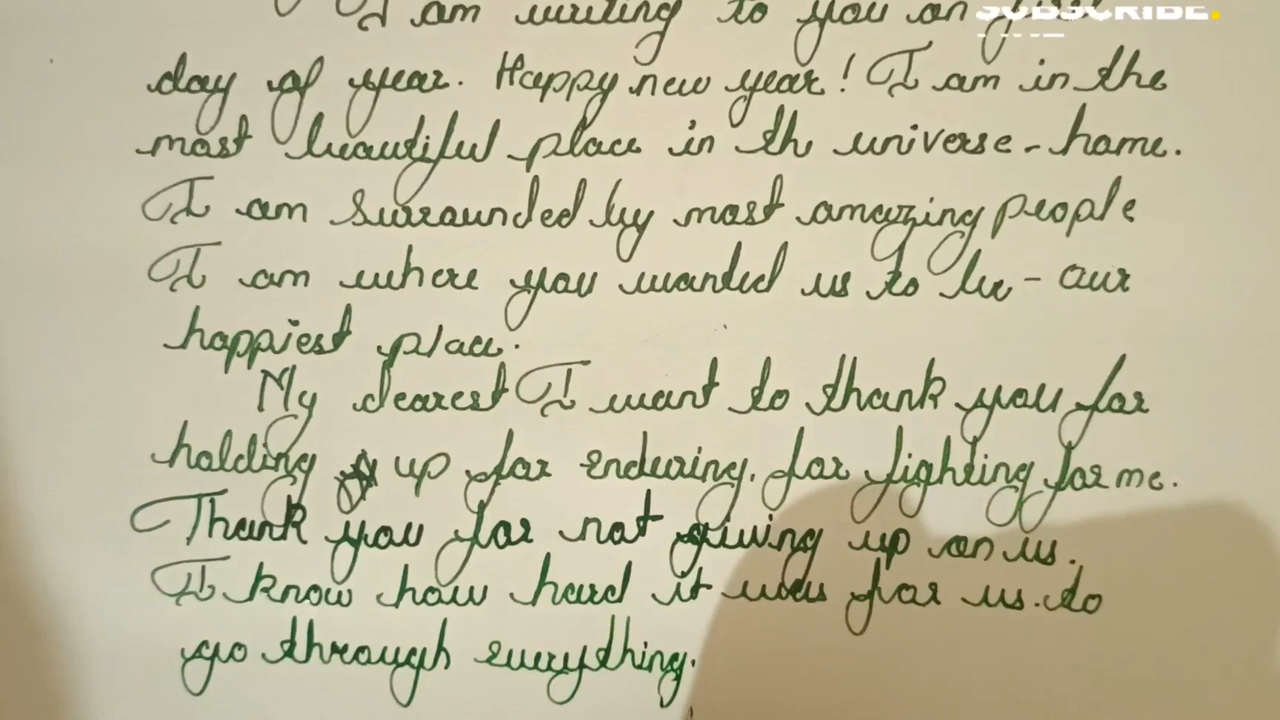 I am writing to you on first
SUBSCRIBE.
day of year. Happy new year! I am in the
most beautiful place in the universe - home.
I am surrounded by most amazing people
I am where you wanted us to be - our
happiest place.
My dearest I want to thank you for
holding up for enduring, for fighting for me.
Thank you for not giving up on us.
I know how hard it was for us to
go through everything.